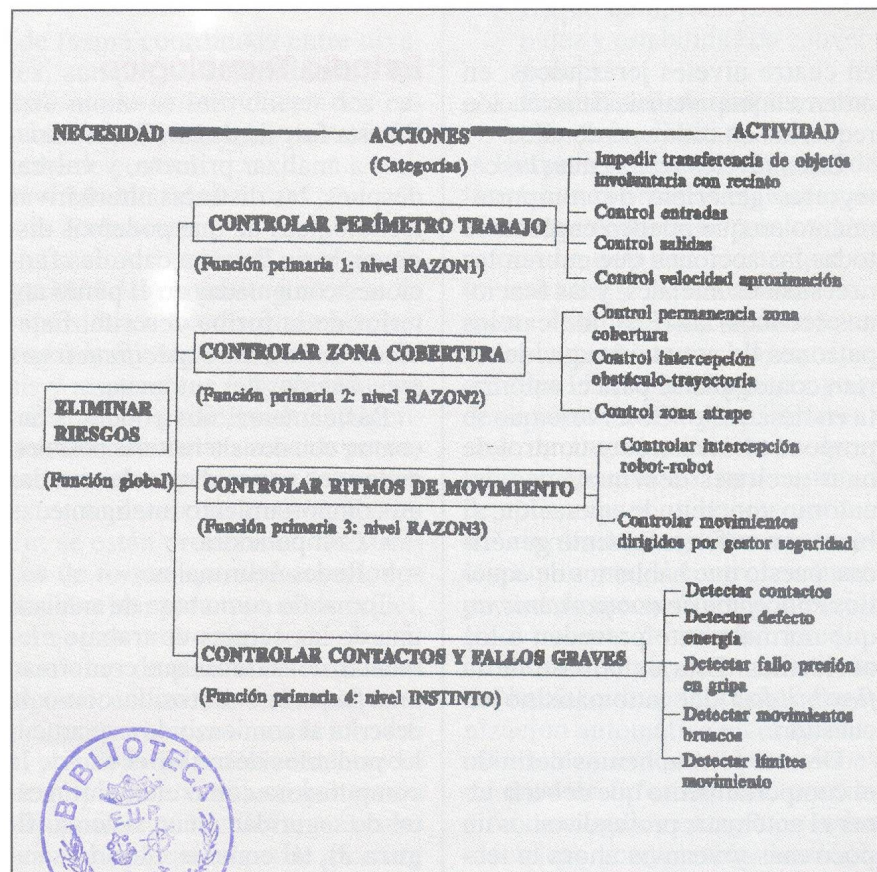 NECESIDAD ACCIONES ACTIVIDAD
(Categorías)
Impedir transferencia de objetos
involuntaria con recinto
CONTROLAR PERÍMETRO TRABAJO
(Función primaria 1: nivel RAZON1)
Control entradas
Control salidas
Control velocidad aproximación
CONTROLAR ZONA COBERTURA
(Función primaria 2: nivel RAZON2)
Control permanencia zona
cobertura
Control intercepción
obstáculo trayectoría
Control zona atrape
ELIMINAR
RIESGOS
(Función global)
CONTROLAR RITMOS DE MOVIMIENTO
(Función primaria 3: nivel RAZON3)
Controlar intercepción
robot-robot
Controlar movimientos
dirigidos por gestor seguridad
CONTROLAR CONTACTOS Y FALLOS GRAVES
(Función primaria 4: nivel INSTINTO)
Detectar contactos
Detectar defecto
energía
Detectar fallo presión
en gripa
Detectar movimientos
bruscos
Detectar límites
movimiento
BIBLIOTECA
E.U.P.